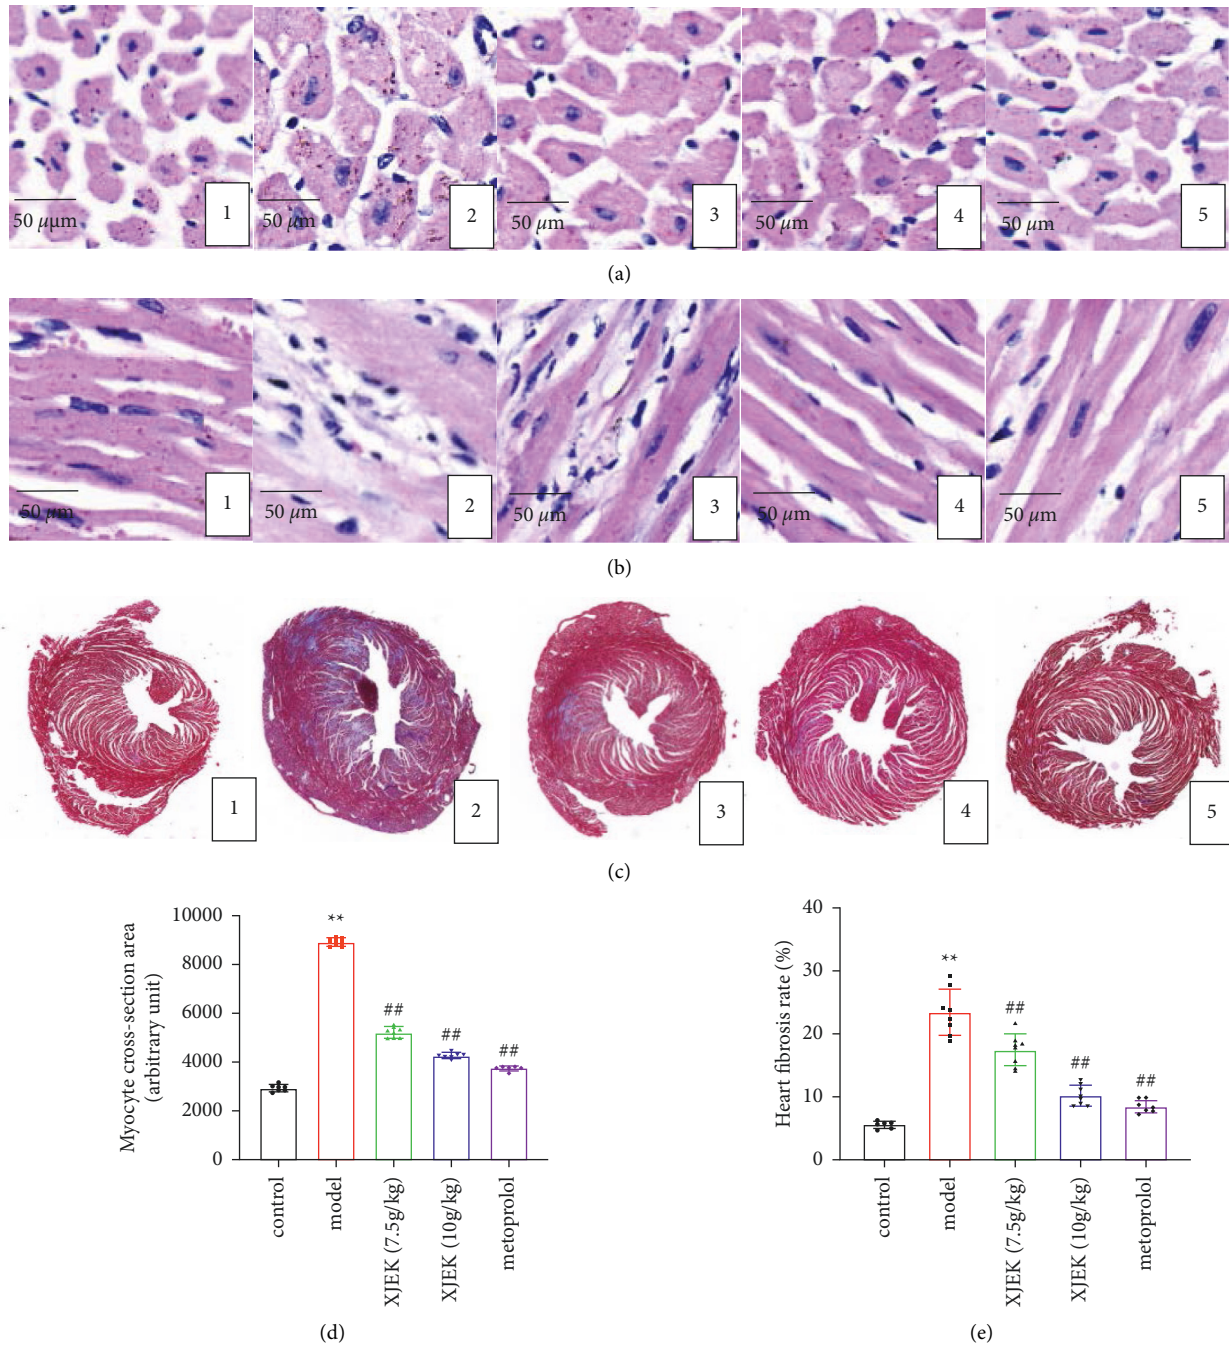 50 μμm 1
50 μm 2
50 μm 3
50 μm 4
50 μm 5
(a)
50 μm 1
50 μm 2
50 μm 3
50 μm 4
50 μm 5
(b)
1
2
3
4
5
(c)
Myocyte cross-section area
(arbitrary unit)
10000
8000
6000
4000
2000
0
**
##
##
##
control
model
XJEK (7.5g/kg)
XJEK (10g/kg)
metoprolol
(d)
Heart fibrosis rate (%)
40
30
20
10
0
**
##
##
##
control
model
XJEK (7.5g/kg)
XJEK (10g/kg)
metoprolol
(e)